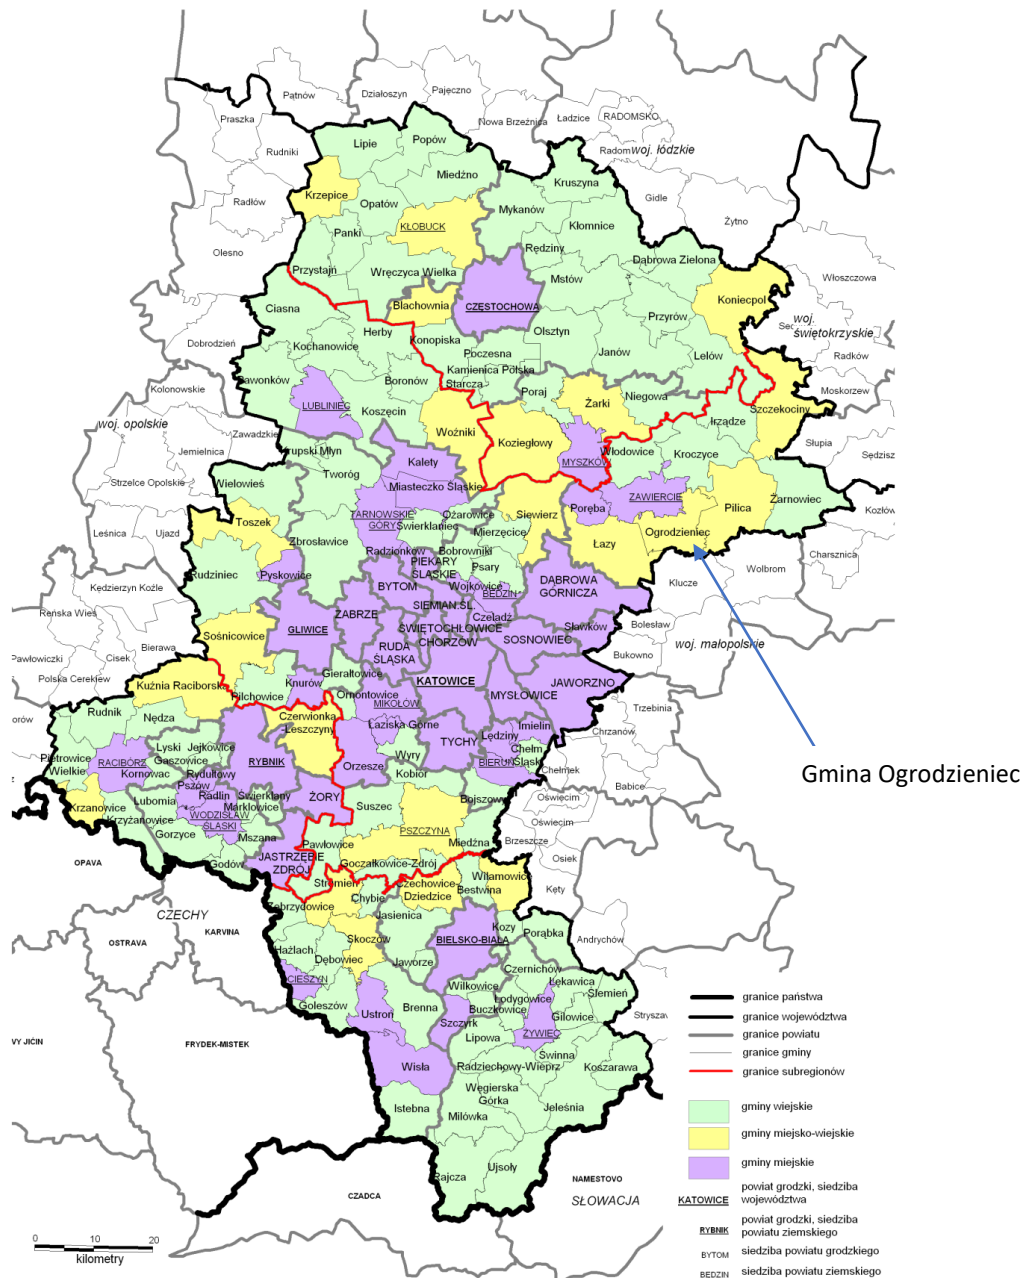 Pątnów
Działoszyn
Pajęczno
Praszka
Nowa Brzeźnica
Ładzice
RADOMSKO
Rudniki
Lipie
Popów
Radom
woj. łódzkie
Miedźno
Kruszyna
Krzepice
Radłów
Opatów
Mykanów
Gidle
Żytno
KŁOBUCK
Kłomnice
Panki
Olesno
Rędziny
Dąbrowa Zielona
Przystajń
Wręczyca Wielka
Mstów
Włoszczowa
Koniecpol
Blachownia
CZĘSTOCHOWA
Ciasna
Przyrów
woj.
świętokrzyskie
Herby
Konopiska
Olsztyn
Dobrodzień
Kochanowice
Poczesna
Janów
Lelów
Radków
Kamienica Polska
Pawonków
Boronów
Starcza
Kolonowskie
Poraj
Niegowa
Moskorzew
LUBLINIEC
Koszęcin
Żarki
Szczekociny
woj. opolskie
Irządze
Zawadzkie
Woźniki
Koziegłowy
Słupia
Jemielnica
Krupski Młyn
Włodowice
Kroczyce
Kalety
MYSZKÓW
Tworóg
Strzelce Opolskie
Wielowieś
Miasteczko Śląskie
ZAWIERCIE
Żarnowiec
Poręba
Pilica
Toszek
TARNOWSKIE
GÓRY
Ożarowice
Siewierz
Świerklaniec
Mierzęcice
Leśnica
Ujazd
Zbrosławice
Ogrodzieniec
Łazy
Radzionków
Bobrowniki
Charsznica
PIEKARY
ŚLĄSKIE
Psary
Wolbrom
Rudziniec
Pyskowice
Kędzierzyn Koźle
BYTOM
Wojkowice
BĘDZIN
DĄBROWA
GÓRNICZA
Klucze
SIEMIAN.ŚL.
Reńska Wieś
ZABRZE
Czeladź
Sławków
Bolesław
Sośnicowice
GLIWICE
ŚWIĘTOCHŁOWICE
CHORZÓW
SOSNOWIEC
woj. małopolskie
Bierawa
RUDA
ŚLĄSKA
Bukowno
Pawłowiczki
Cisek
Gierałtowice
KATOWICE
Polska Cerekiew
Kuźnia Raciborska
Pilchowice
Knurów
Ornontowice
MYSŁOWICE
JAWORZNO
MIKOŁÓW
Trzebinia
Rudnik
Nędza
Czerwionka
-Leszczyny
Łaziska Górne
Imielin
Chrzanów
Lędziny
TYCHY
Lyski
Jejkowice
Chełm
Śląski
Pietrowice
Wielkie
RACIBÓRZ
Gaszowice
RYBNIK
Wyry
BIERUŃ
Orzesze
Chełmek
Kornowac
Rydułtowy
Kobiór
Babice
Pszów
Radlin
Świerklany
ŻORY
Bojszowy
Oświęcim
Krzanowice
Lubomia
Marklowice
Suszec
WODZISŁAW
ŚLĄSKI
Krzyżanowice
PSZCZYNA
Oświęcim
Gorzyce
Mszana
Pawłowice
Miedźna
Brzeszcze
JASTRZĘBIE
ZDRÓJ
Osiek
OPAVA
Godów
Goczałkowice-Zdrój
Wilamowice
Strumień
Czechowice
Dziedzice
Bestwina
Kęty
Zebrzydowice
Chybie
CZECHY
Jasienica
KARVINA
Kozy
Porąbka
OSTRAVA
Skoczów
BIELSKO-BIAŁA
Andrychów
Hażlach
Dębowiec
Jaworze
Czernichów
CIESZYN
Wilkowice
Łękawica
Ślemień
Goleszów
Łodygowice
Brenna
Buczkowice
Gilowice
Ustroń
Szczyrk
ŻYWIEC
Lipowa
VY JIČIN
FRYDEK-MISTEK
Świnna
Wisła
Radziechowy-Wieprz
Koszarawa
Węgierska
Górka
Istebna
Milówka
Jeleśnia
Ujsoły
Rajcza
NAMESTOVO
CZADCA
SŁOWACJA
Gmina Ogrodzieniec
granice państwa
granice województwa
granice powiatu
granice gminy
granice subregionów
gminy wiejskie
gminy miejsko-wiejskie
gminy miejskie
KATOWICE
powiat grodzki, siedziba
województwa
RYBNIK
powiat grodzki, siedziba
powiatu ziemskiego
BYTOM
siedziba powiatu grodzkiego
BĘDZIN
siedziba powiatu ziemskiego
0 10 20
kilometry